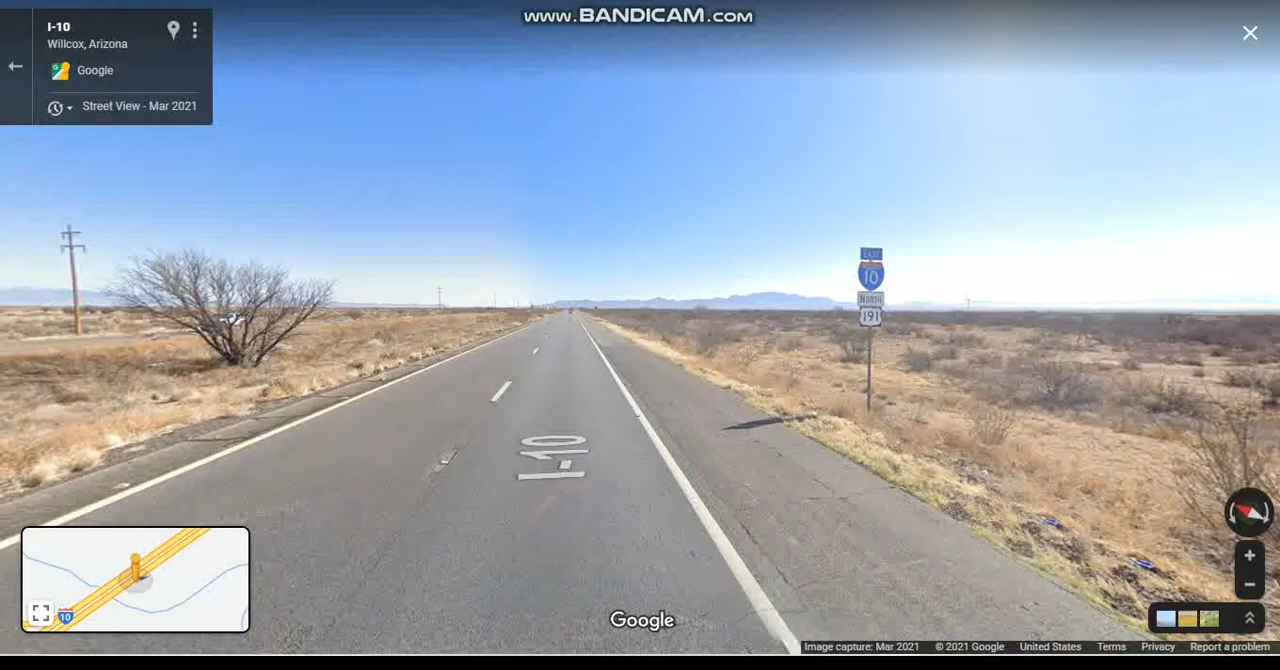 www.BANDICAM.com
I-10
Willcox, Arizona
Google
Street View - Mar 2021
EAST
10
NORTH
191
I-10
10
Google
Image capture: Mar 2021 © 2021 Google United States Terms Privacy Report a problem